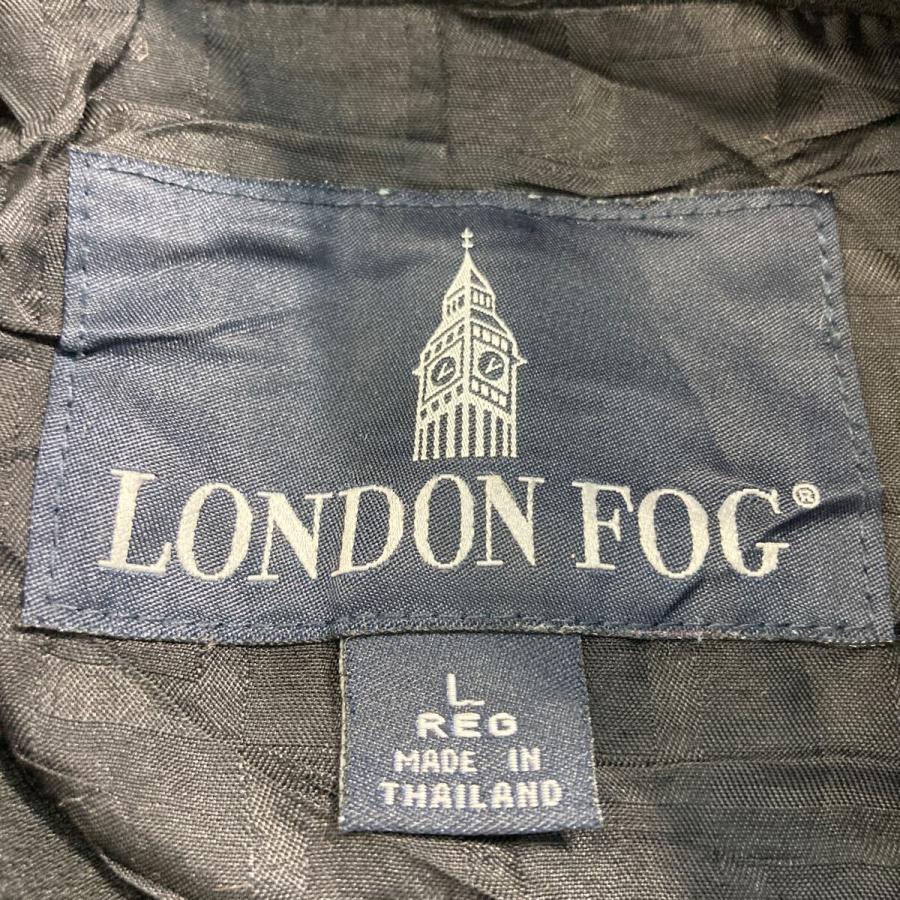 LONDON FOG®
L
REG
MADE IN
THAILAND